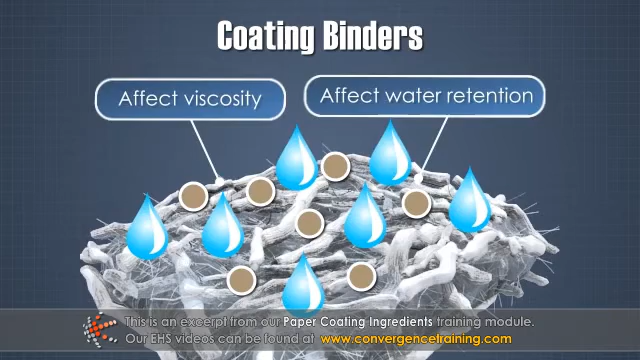 Coating Binders
Affect viscosity
Affect water retention
This is an excerpt from our Paper Coating Ingredients training module.
Our EHS videos can be found at www.convergencetraining.com